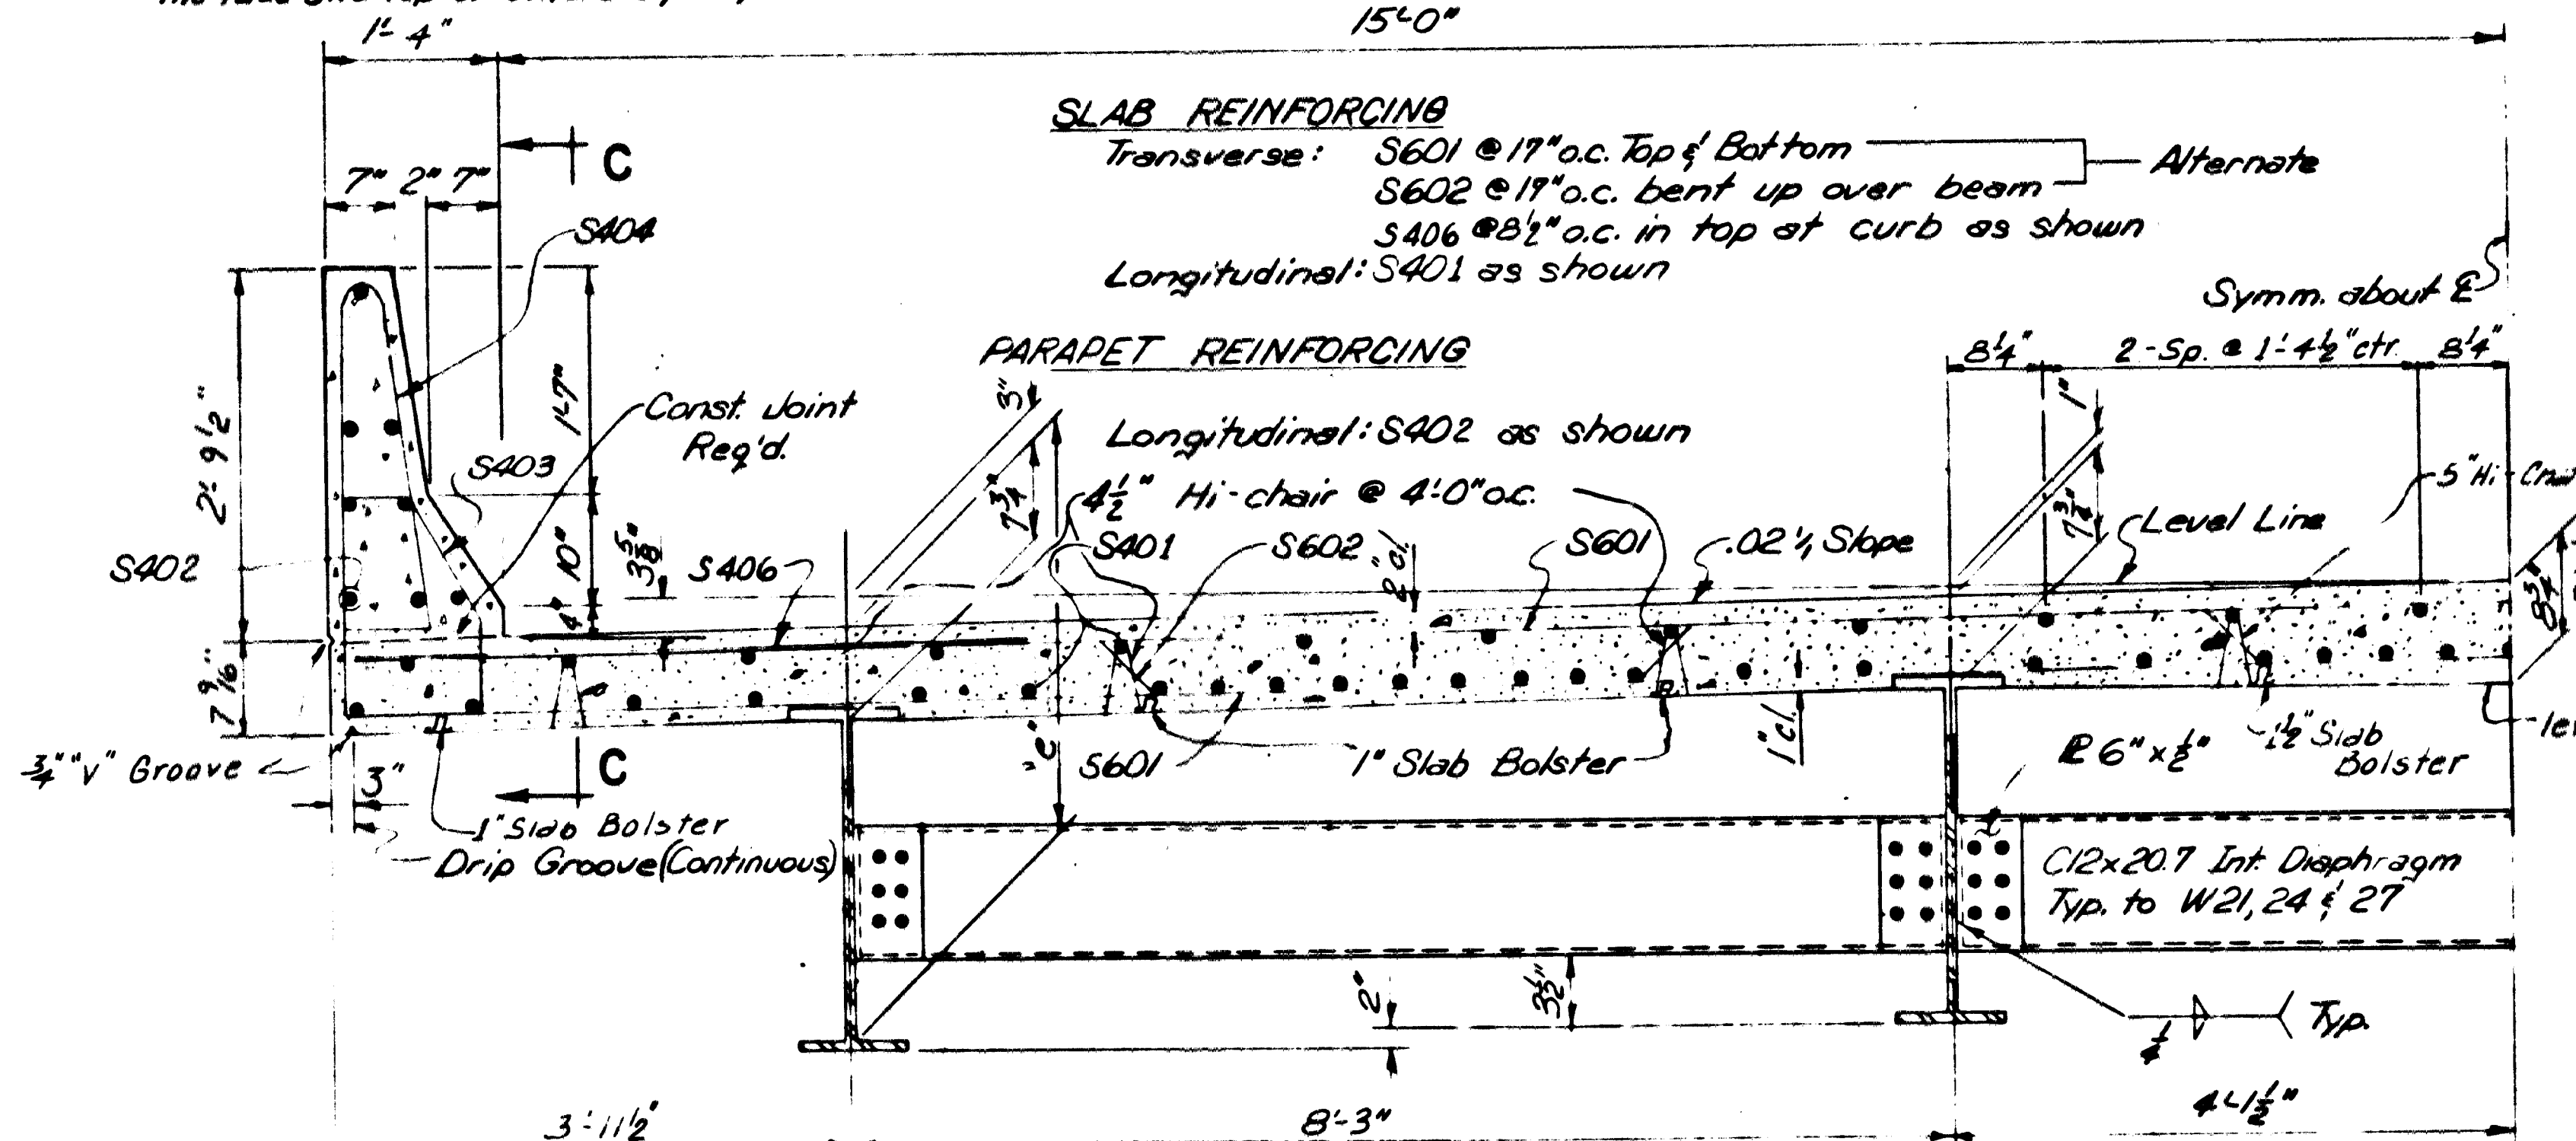 1'-4"
15'-0"
SLAB REINFORCING
Transverse: S601 @ 17" o.c. Top & Bottom
S602 @ 17" o.c. bent up over beam
Alternate
S406 @ 8½" o.c. in top at curb as shown
Longitudinal: S401 as shown
C
7" 2" 7"
S404
Symm. about ℄
PARAPET REINFORCING
8¼" 2-Sp. @ 1'-4½" ctr. 8¼"
Longitudinal: S402 as shown
3"
1"
2'-9½"
1'-7"
Const. Joint
Req'd.
S403
7¾"
4½" Hi-chair @ 4'-0" o.c.
7¾"
5" Hi-
Level Line
S402
10"
4"
3⅝"
S406
S401
S602
2" cl.
S601
.02 Slope
8¾"
7 9/16"
¾" "V" Groove
3"
C
"e"
S601
1" Slab Bolster
1" cl.
℄ 6" x ½"
1½" Slab
Bolster
1" Slab Bolster
Drip Groove (Continuous)
C12x20.7 Int. Diaphragm
Typ. to W21, 24 & 27
2"
3½"
¼
Typ.
3'-11½"
8'-3"
4'-1½"